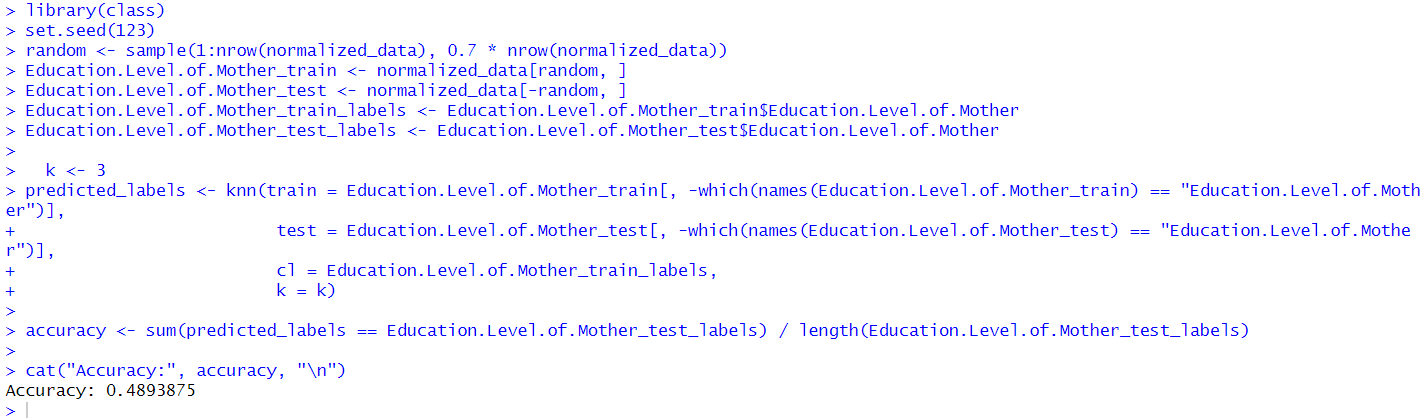 > library(class)
> set.seed(123)
> random <- sample(1:nrow(normalized_data), 0.7 * nrow(normalized_data))
> Education.Level.of.Mother_train <- normalized_data[random, ]
> Education.Level.of.Mother_test <- normalized_data[-random, ]
> Education.Level.of.Mother_train_labels <- Education.Level.of.Mother_train$Education.Level.of.Mother
> Education.Level.of.Mother_test_labels <- Education.Level.of.Mother_test$Education.Level.of.Mother
>
>   k <- 3
> predicted_labels <- knn(train = Education.Level.of.Mother_train[, -which(names(Education.Level.of.Mother_train) == "Education.Level.of.Moth
er")],
+                          test = Education.Level.of.Mother_test[, -which(names(Education.Level.of.Mother_test) == "Education.Level.of.Mothe
r")],
+                          cl = Education.Level.of.Mother_train_labels,
+                          k = k)
>
> accuracy <- sum(predicted_labels == Education.Level.of.Mother_test_labels) / length(Education.Level.of.Mother_test_labels)
>
> cat("Accuracy:", accuracy, "\n")
Accuracy: 0.4893875
>